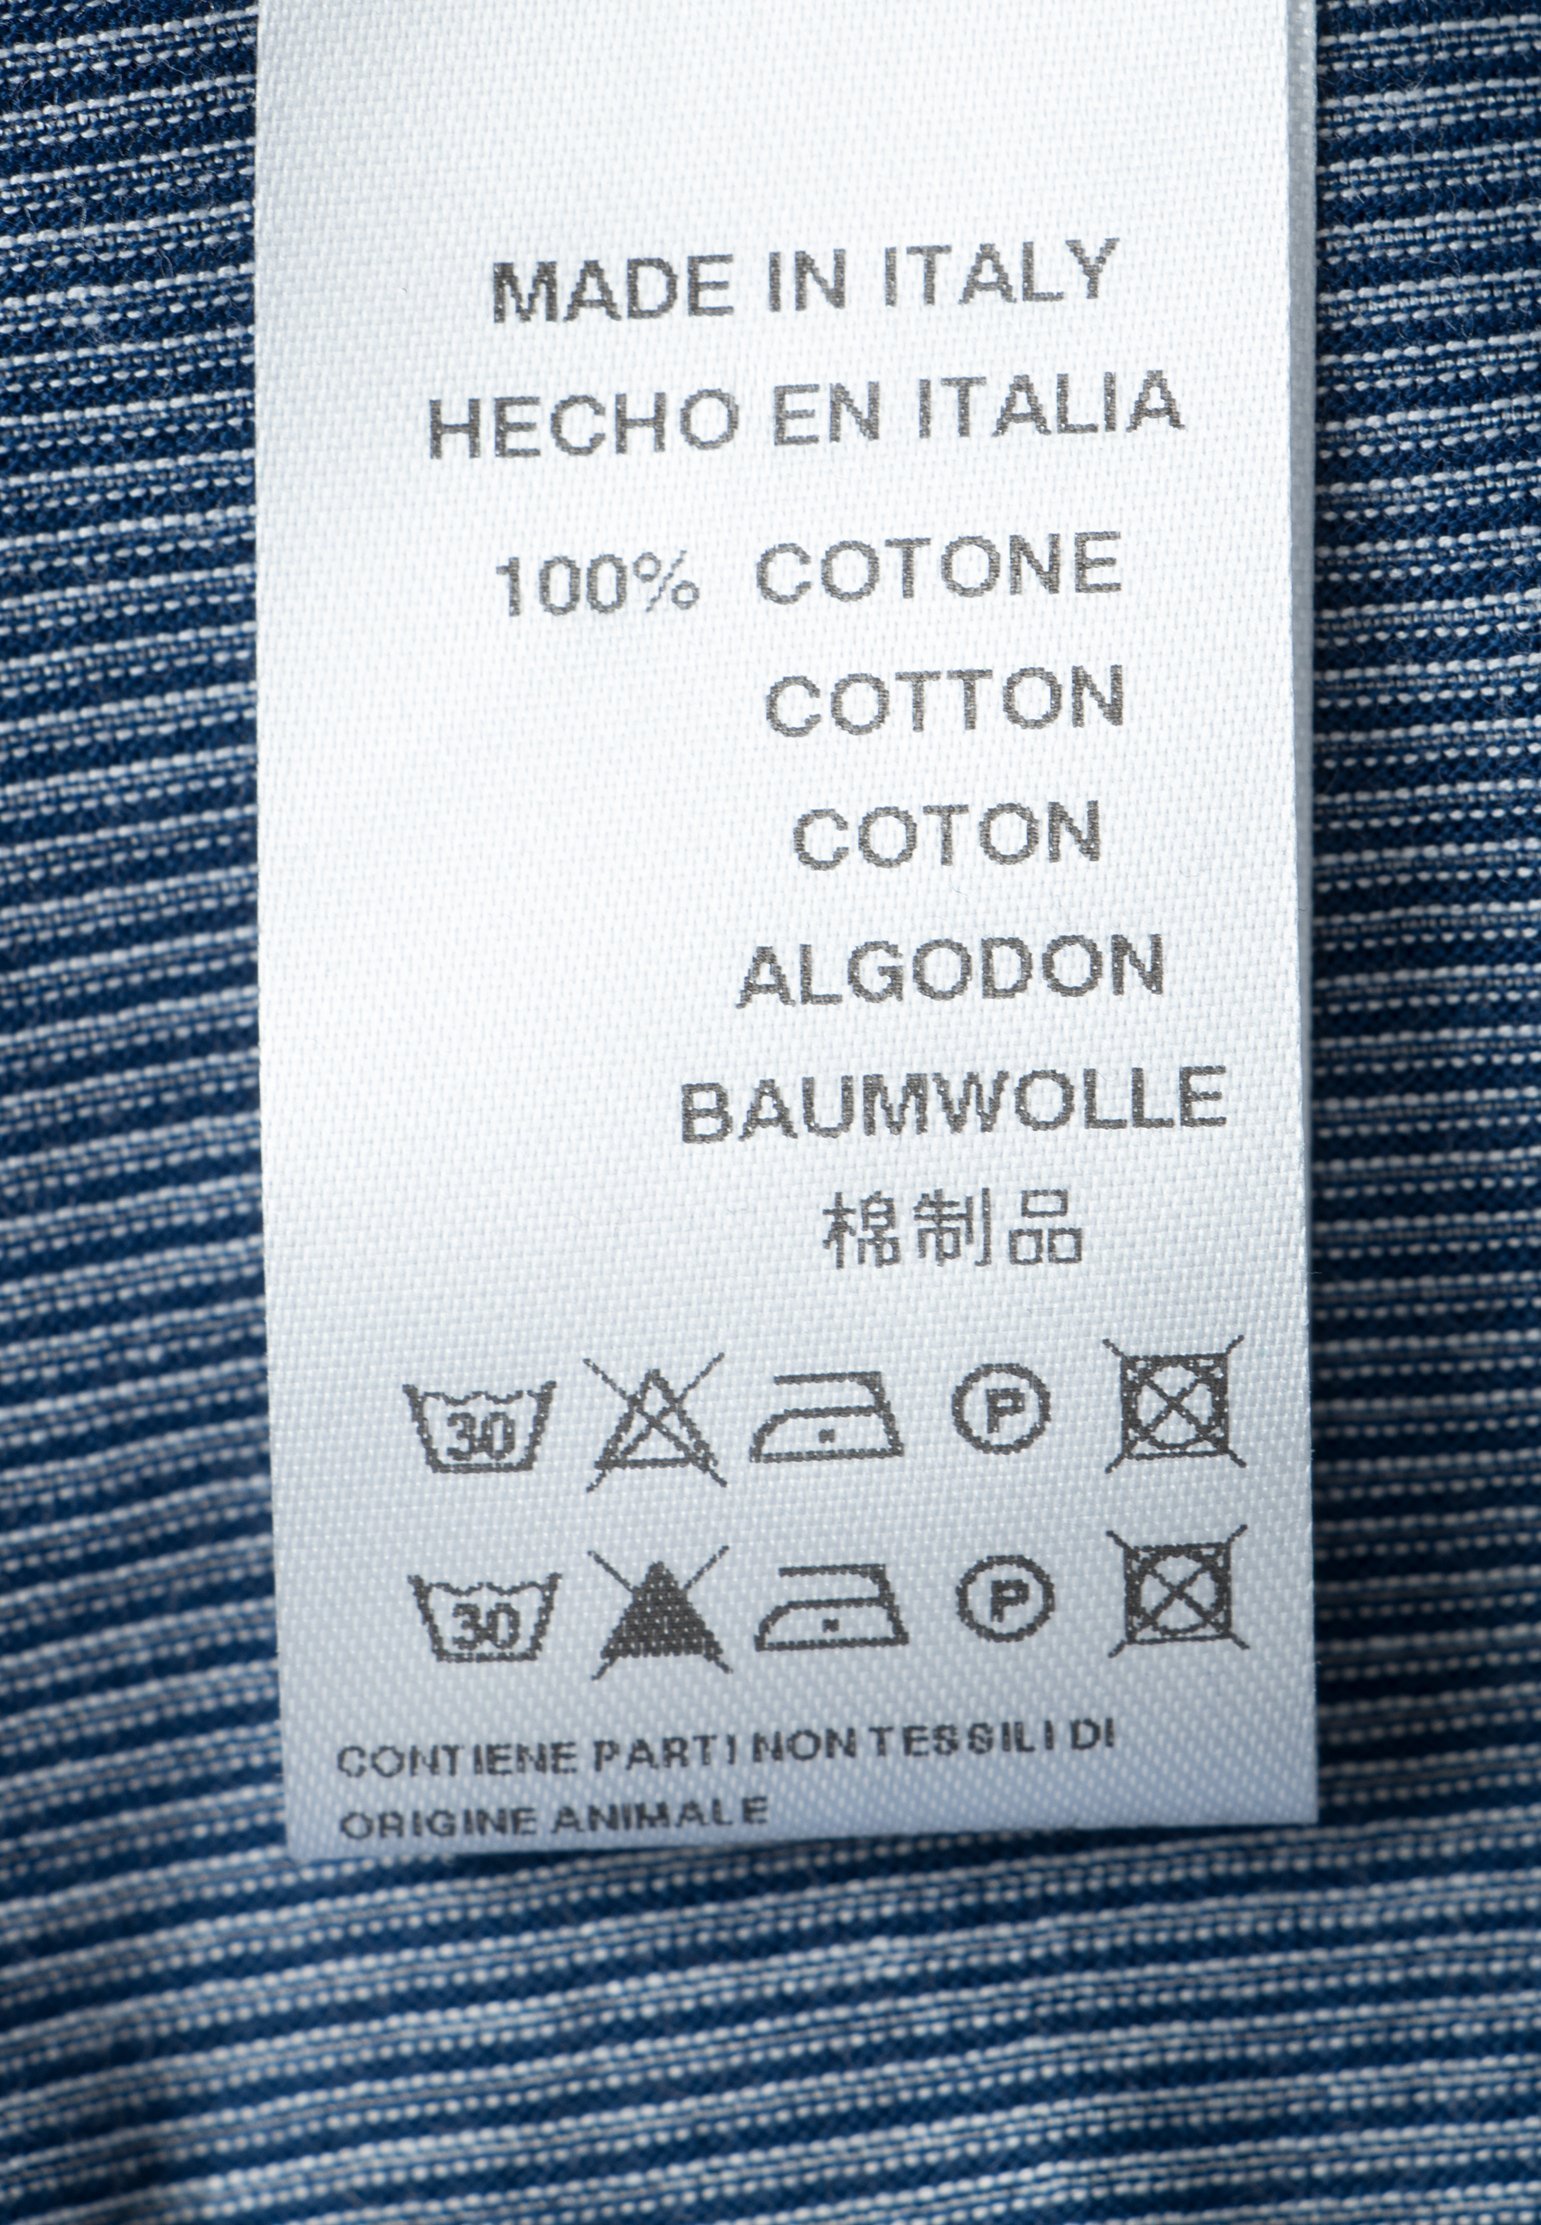 MADE IN ITALY
HECHO EN ITALIA
100% COTONE
COTTON
COTON
ALGODON
BAUMWOLLE
棉制品
30 P
30 P
CONTIENE PARTI NON TESSILI DI
ORIGINE ANIMALE